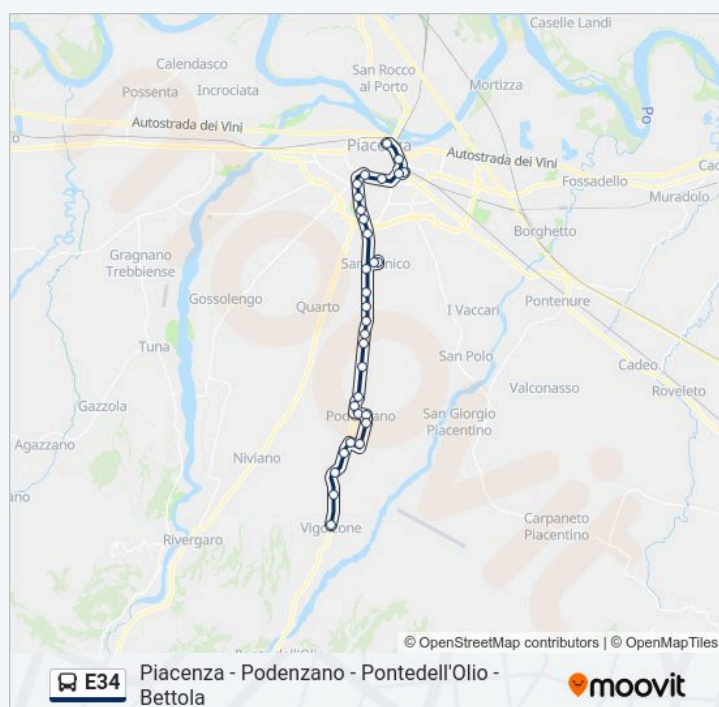 Caselle Landi
Calendasco
San Rocco
al Porto
Mortizza
Possenta
Incrociata
Po
Autostrada dei Vini
Piacenza
Autostrada dei Vini
Fossadello
Muradolo
Borghetto
Gragnano
Trebbiense
San Bonico
Gossolengo
Quarto
Pontenure
I Vaccari
Tuna
San Polo
Cadeo
Valconasso
Roveleto
Gazzola
Podenzano
San Giorgio
Piacentino
Agazzano
Niviano
Carpaneto
Piacentino
Vigolzone
Rivergaro
© OpenStreetMap contributors | © OpenMapTiles
E34
Piacenza - Podenzano - Pontedell'Olio -
Bettola
moovit